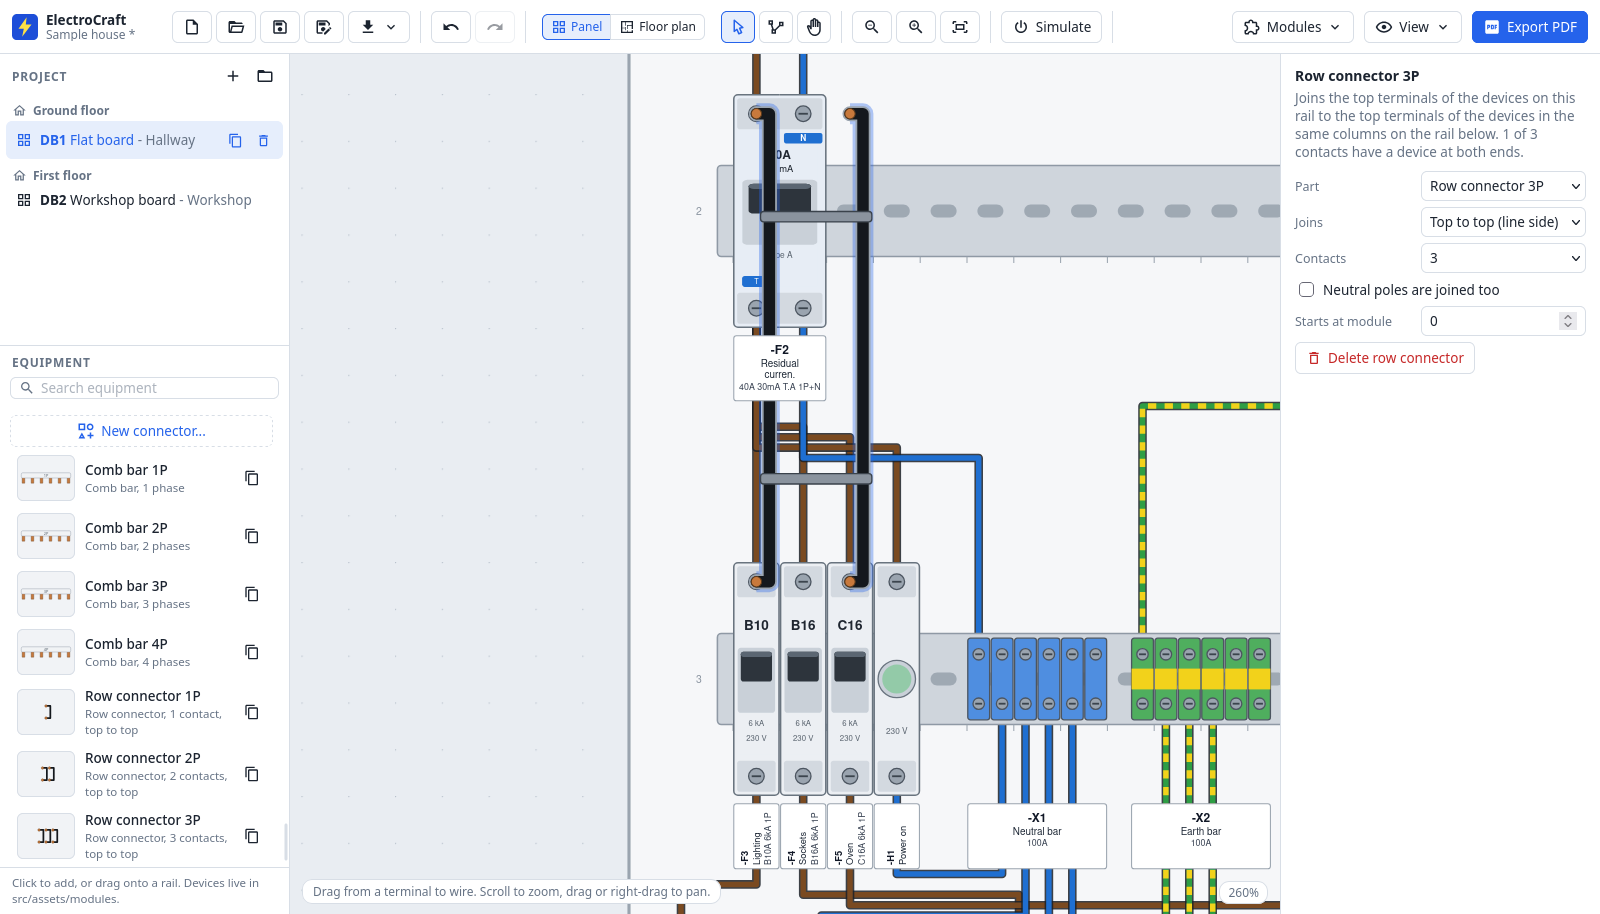 ElectroCraft
Sample house *
Panel
Floor plan
Simulate
Modules
View
PDF
Export PDF
PROJECT
Ground floor
DB1 Flat board - Hallway
First floor
DB2 Workshop board - Workshop
EQUIPMENT
Search equipment
New connector...
Comb bar 1P
Comb bar, 1 phase
Comb bar 2P
Comb bar, 2 phases
Comb bar 3P
Comb bar, 3 phases
Comb bar 4P
Comb bar, 4 phases
Row connector 1P
Row connector, 1 contact,
top to top
Row connector 2P
Row connector, 2 contacts,
top to top
Row connector 3P
Row connector, 3 contacts,
top to top
Click to add, or drag onto a rail. Devices live in
src/assets/modules.
2
N
0A
mA
pe A
T
-F2
Residual
curren.
40A 30mA T.A 1P+N
3
B10
B16
C16
6 kA
230 V
6 kA
230 V
6 kA
230 V
230 V
-F3
Lighting
B10A 6kA 1P
-F4
Sockets
B16A 6kA 1P
-F5
Oven
C16A 6kA 1P
-H1
Power on
-X1
Neutral bar
100A
-X2
Earth bar
100A
Drag from a terminal to wire. Scroll to zoom, drag or right-drag to pan.
260%
Row connector 3P
Joins the top terminals of the devices on this
rail to the top terminals of the devices in the
same columns on the rail below. 1 of 3
contacts have a device at both ends.
Part
Row connector 3P
Joins
Top to top (line side)
Contacts
3
Neutral poles are joined too
Starts at module
0
Delete row connector